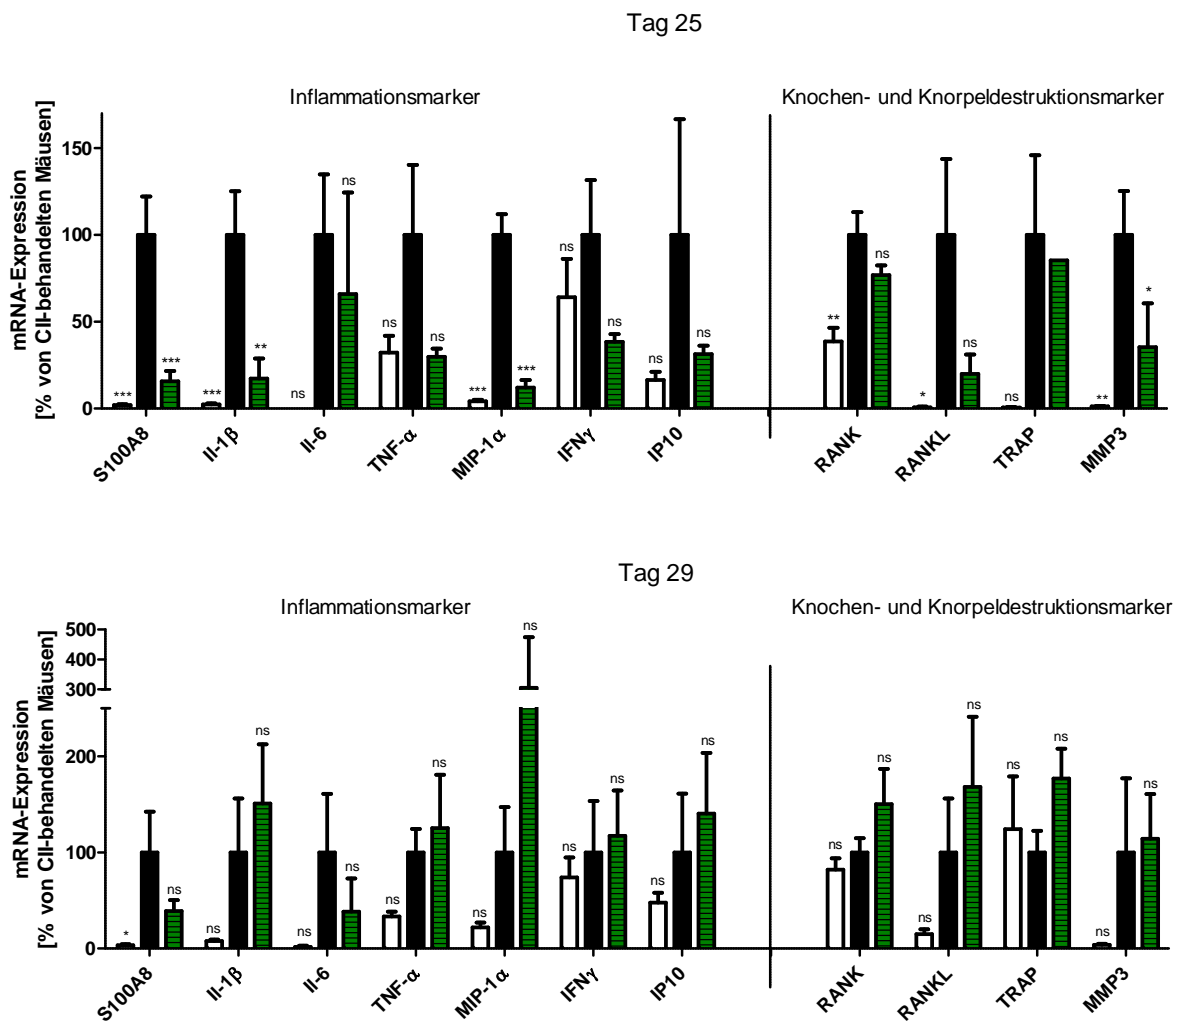 Tag 25
Inflammationsmarker
Knochen- und Knorpeldestruktionsmarker
mRNA-Expression
[% von CII-behandelten Mäusen]
150
100
50
0
*** *** *** ** ns ns ns ns *** *** ns ns ns ns ** ns * ns ns ** *
S100A8 Il-1β Il-6 TNF-α MIP-1α IFNγ IP10 RANK RANKL TRAP MMP3
Tag 29
Inflammationsmarker
Knochen- und Knorpeldestruktionsmarker
mRNA-Expression
[% von CII-behandelten Mäusen]
500
400
300
200
100
0
* ns ns ns ns ns ns ns ns ns ns ns ns ns ns ns ns ns ns ns ns ns
S100A8 Il-1β Il-6 TNF-α MIP-1α IFNγ IP10 RANK RANKL TRAP MMP3